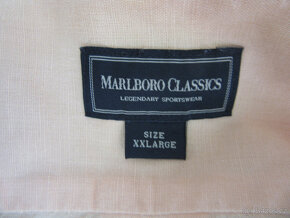 MARLBORO CLASSICS
LEGENDARY SPORTSWEAR
SIZE
XXLARGE